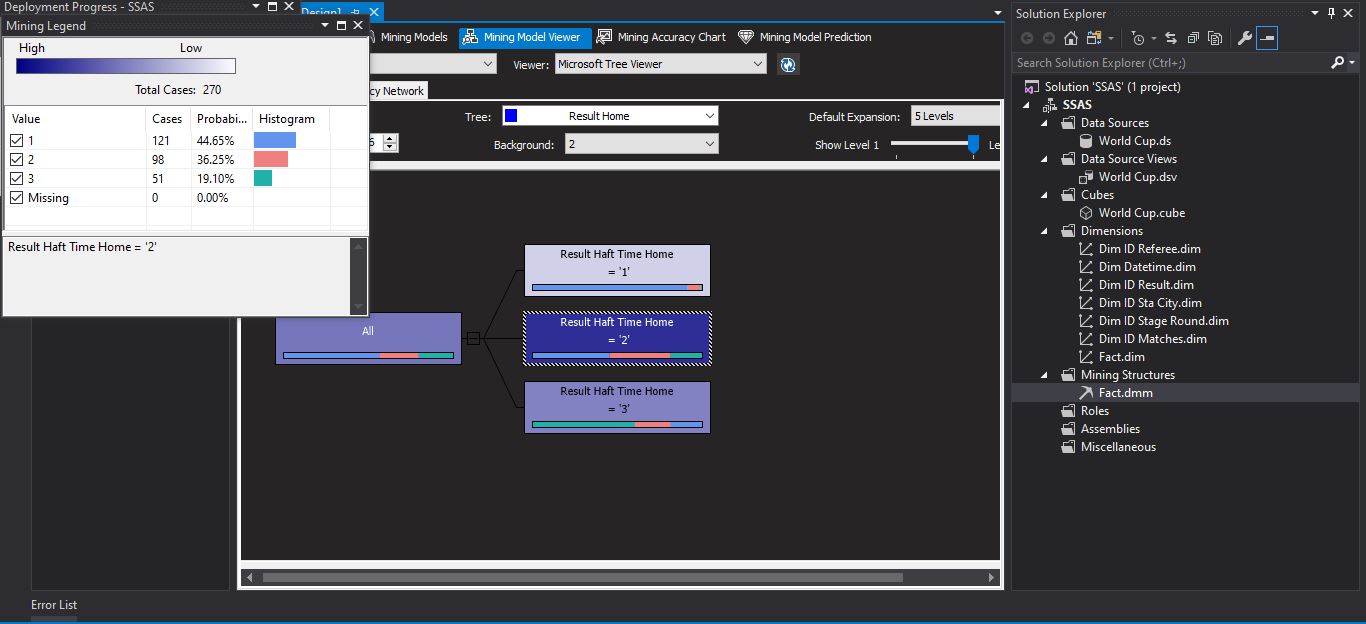 Deployment Progress - SSAS
Design]
Mining Legend
High Low
Total Cases: 270
Value Cases Probabi... Histogram
1 121 44.65%
2 98 36.25%
3 51 19.10%
Missing 0 0.00%
Result Haft Time Home = '2'
Mining Models Mining Model Viewer Mining Accuracy Chart Mining Model Prediction
Viewer: Microsoft Tree Viewer
cy Network
Tree: Result Home Default Expansion: 5 Levels
6 Background: 2 Show Level 1 Le
All
Result Haft Time Home
= '1'
Result Haft Time Home
= '2'
Result Haft Time Home
= '3'
Solution Explorer
Search Solution Explorer (Ctrl+;)
Solution 'SSAS' (1 project)
SSAS
Data Sources
World Cup.ds
Data Source Views
World Cup.dsv
Cubes
World Cup.cube
Dimensions
Dim ID Referee.dim
Dim Datetime.dim
Dim ID Result.dim
Dim ID Sta City.dim
Dim ID Stage Round.dim
Dim ID Matches.dim
Fact.dim
Mining Structures
Fact.dmm
Roles
Assemblies
Miscellaneous
Error List